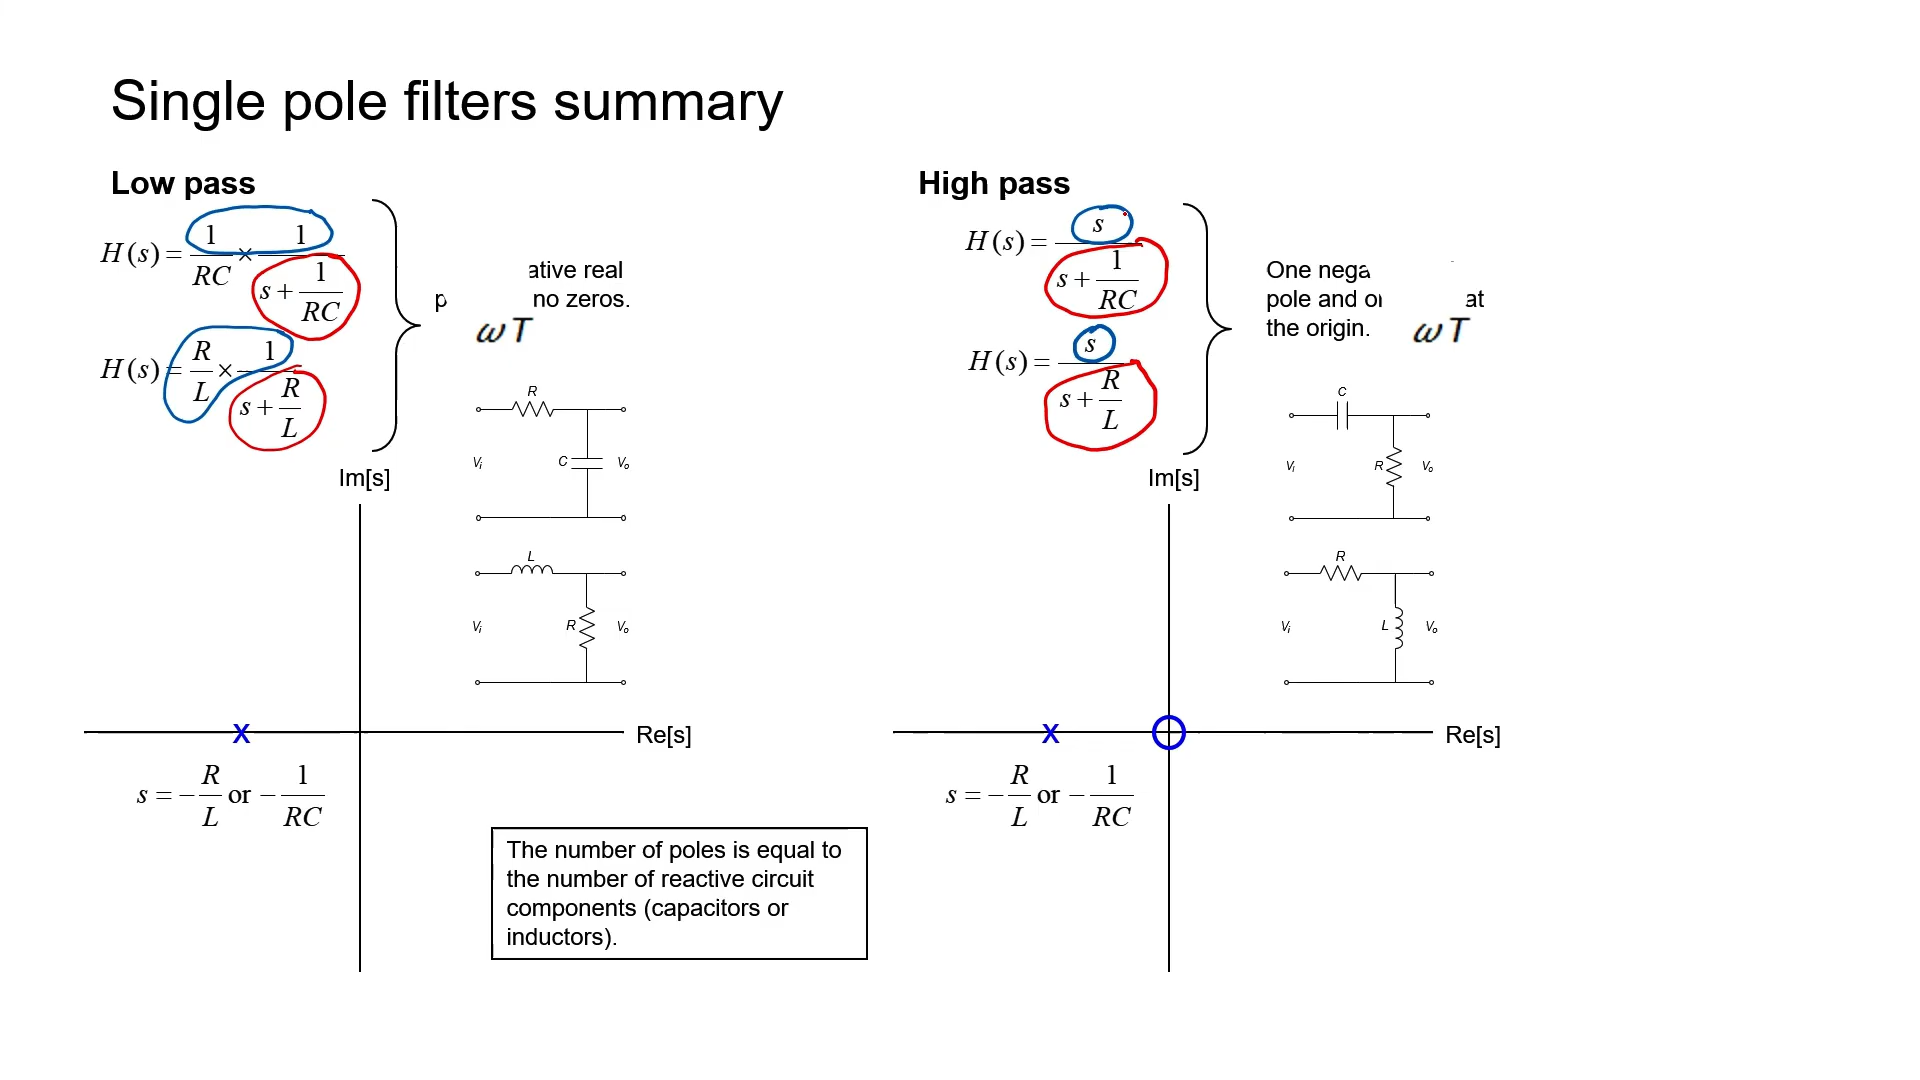 Single pole filters summary
Low pass
H(s) = 1/RC × 1/(s + 1/RC)
H(s) = R/L × 1/(s + R/L)
ative real
no zeros.
ωT
R
C
Vi
Vo
L
R
Vi
Vo
Im[s]
Re[s]
x
s = −R/L or −1/RC
The number of poles is equal to
the number of reactive circuit
components (capacitors or
inductors).
High pass
H(s) = s/(s + 1/RC)
H(s) = s/(s + R/L)
One nega
pole and at
the origin.
ωT
C
R
Vi
Vo
R
L
Vi
Vo
Im[s]
Re[s]
x
s = −R/L or −1/RC